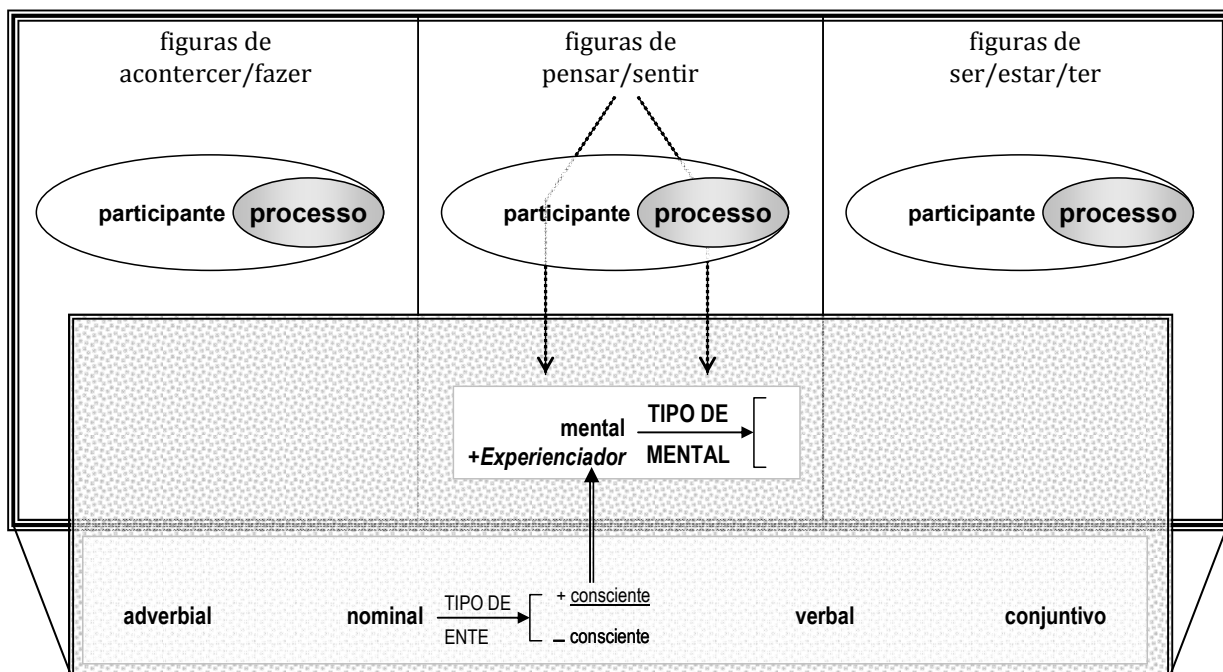 figuras de
acontercer/fazer
figuras de
pensar/sentir
figuras de
ser/estar/ter
participante processo
participante processo
participante processo
mental
+Experienciador
TIPO DE
MENTAL
adverbial
nominal
TIPO DE
ENTE
+ consciente
– consciente
verbal
conjuntivo